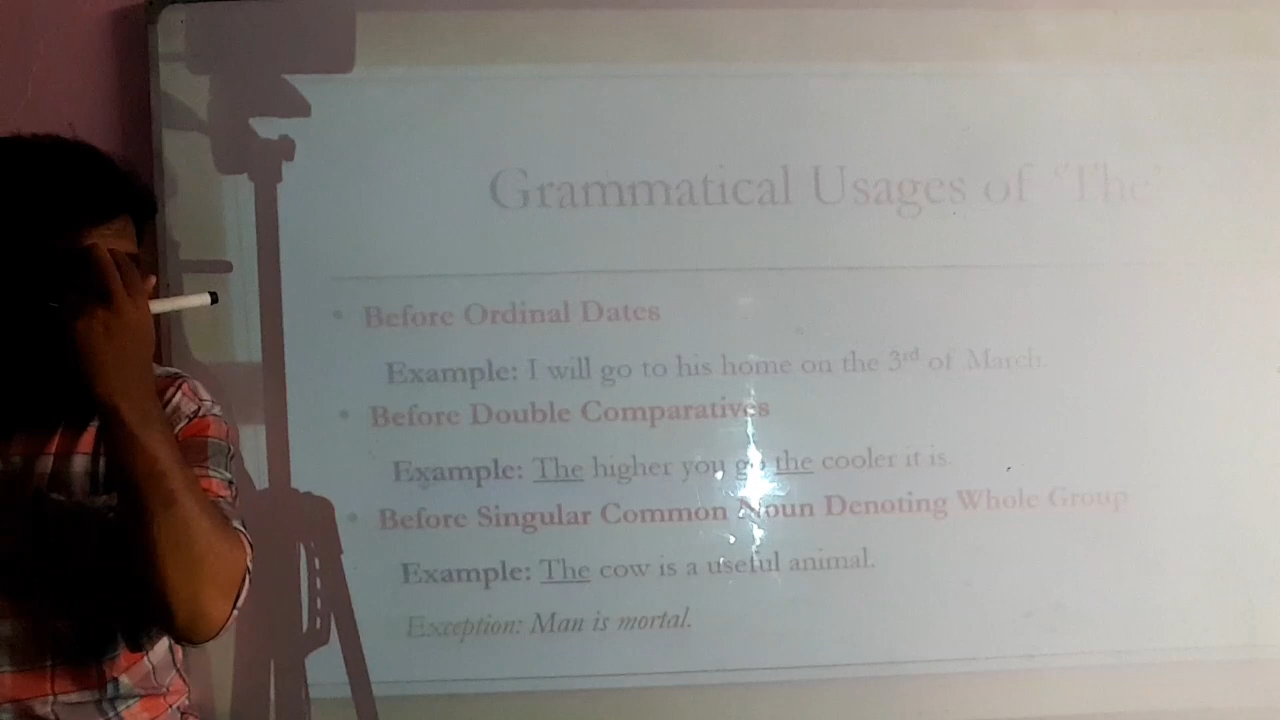 Grammatical Usages of 'The'
• Before Ordinal Dates
Example: I will go to his home on the 3rd of March.
• Before Double Comparatives
Example: The higher you go the cooler it is.
• Before Singular Common Noun Denoting Whole Group
Example: The cow is a useful animal.
Exception: Man is mortal.